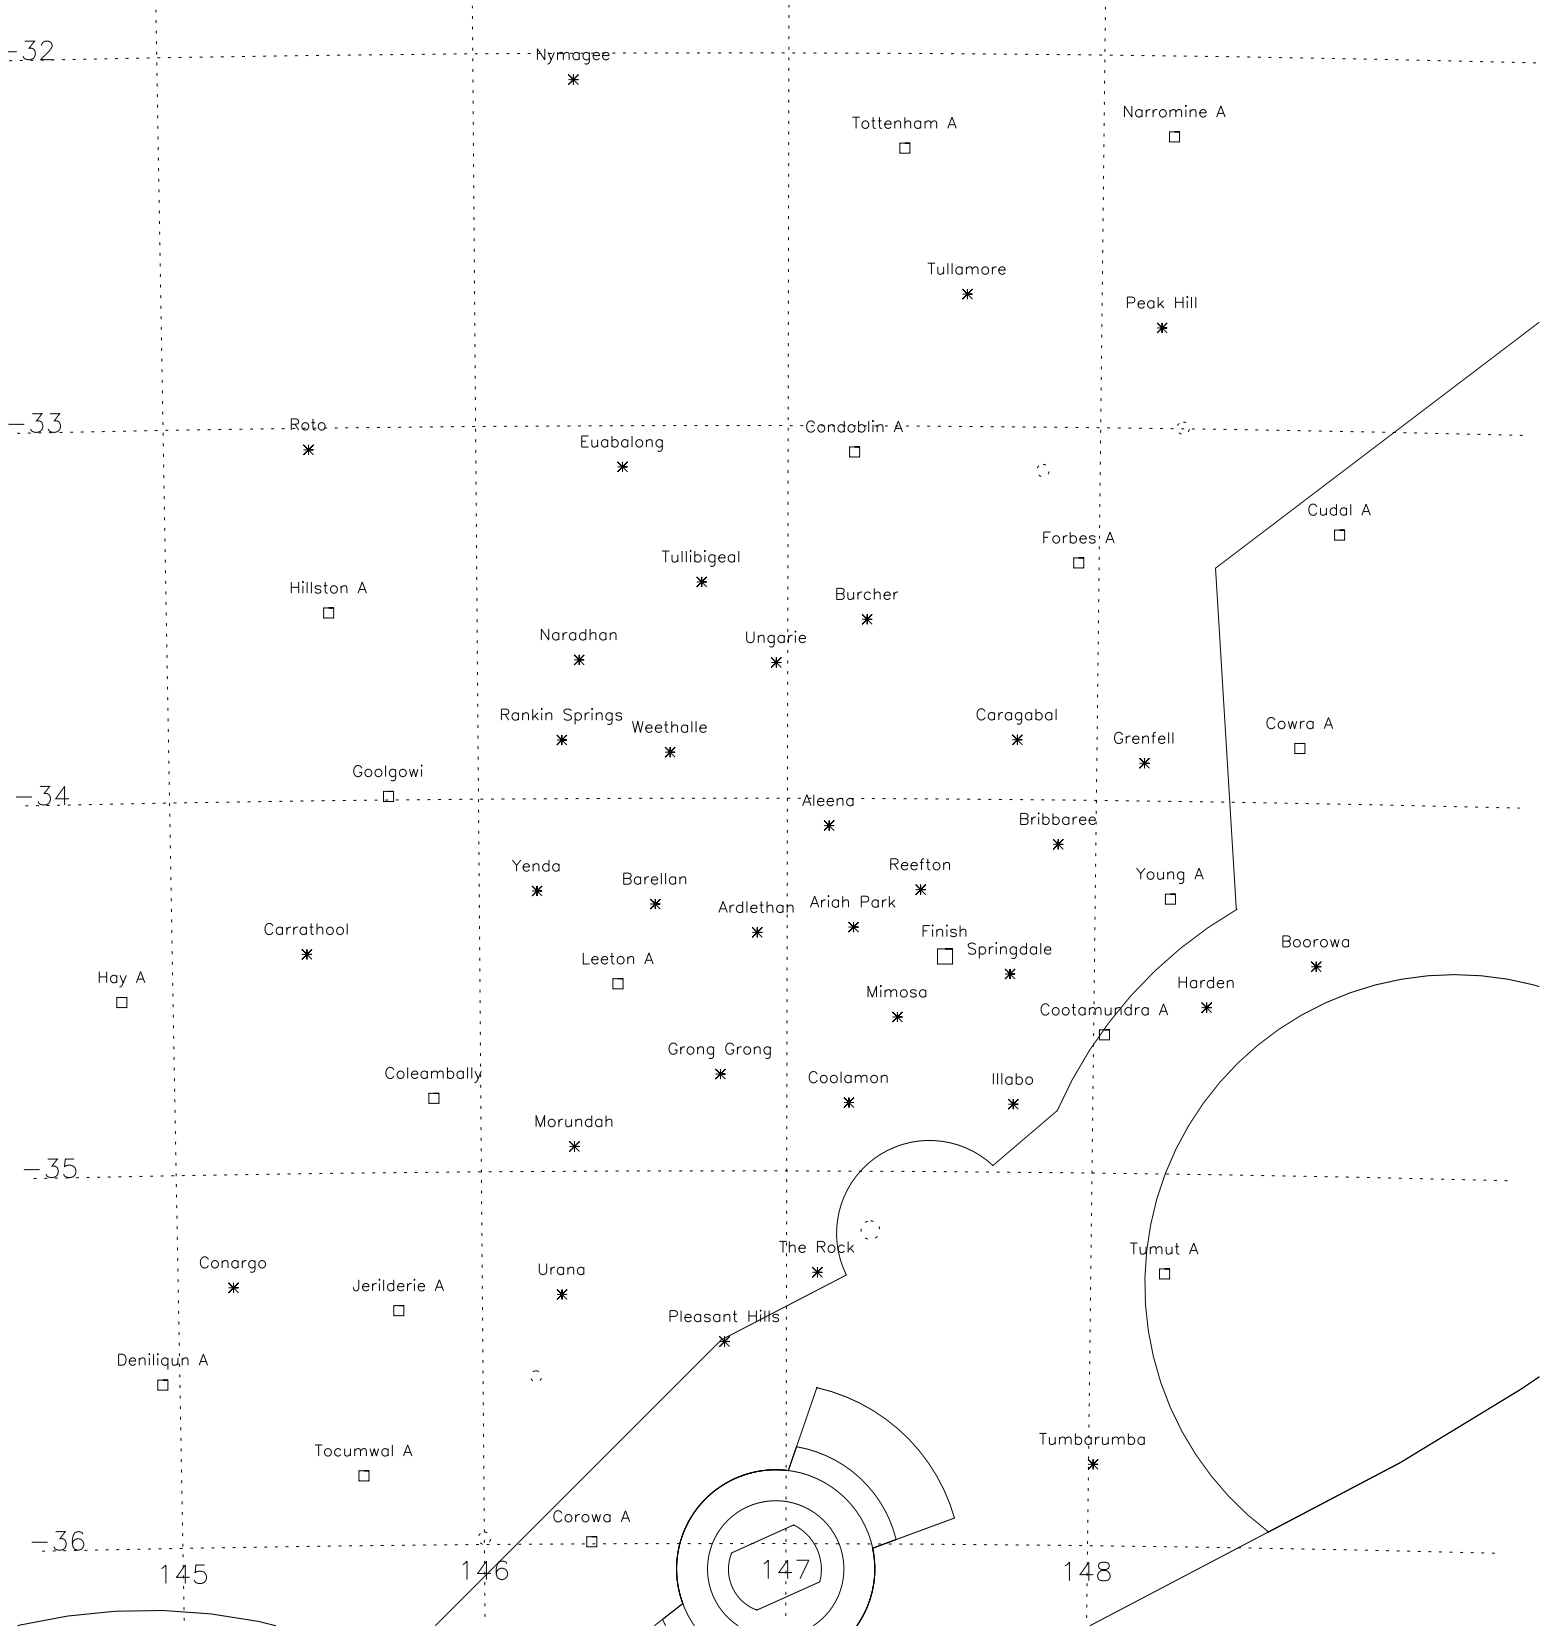 -32
Nymagee
Narromine A
Tottenham A
Tullamore
Peak Hill
-33
Roto
Condoblin A
Euabalong
Cudal A
Forbes A
Tullibigeal
Hillston A
Burcher
Naradhan
Ungarie
Rankin Springs
Caragabal
Cowra A
Weethalle
Grenfell
Goolgowi
-34
Aleena
Bribbaree
Yenda
Reefton
Young A
Barellan
Ariah Park
Ardlethan
Carrathool
Finish
Boorowa
Springdale
Leeton A
Hay A
Harden
Mimosa
Cootamundra A
Grong Grong
Coleambally
Coolamon
Illabo
Morundah
-35
The Rock
Tumut A
Conargo
Urana
Jerilderie A
Pleasant Hills
Deniliqun A
Tumbarumba
Tocumwal A
Corowa A
-36
145
146
147
148